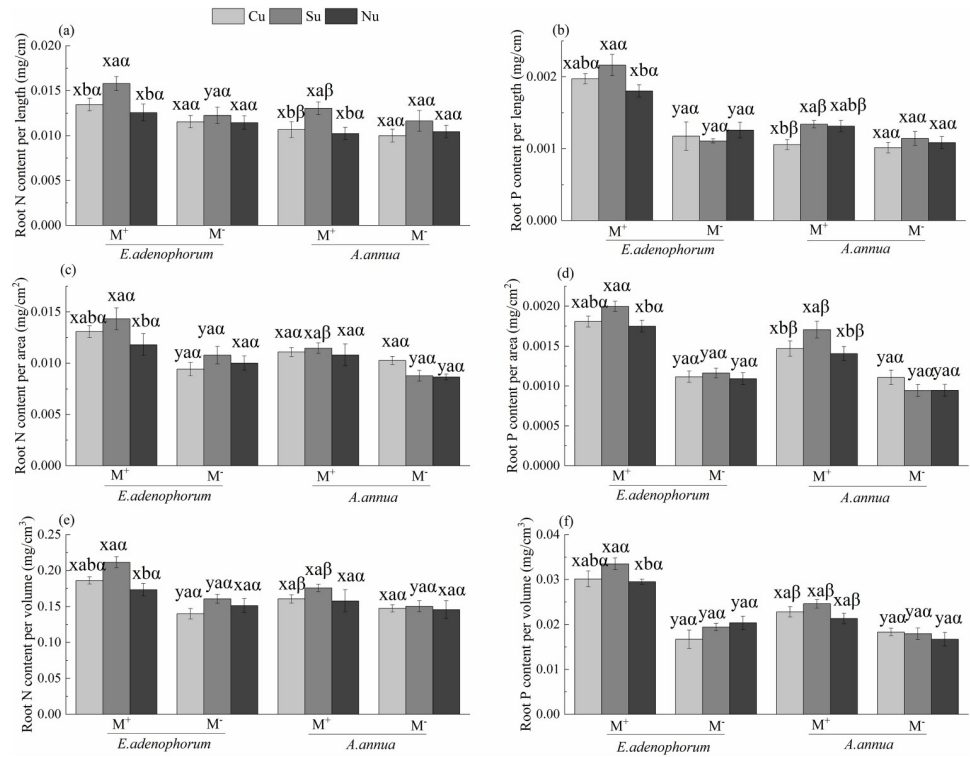 Cu Su Nu
(a)
Root N content per length (mg/cm)
0.020
0.015
0.010
0.005
0.000
xbα xaα xbα xaα yaα xaα xbβ xaβ xbα xaα xaα xaα
M+ M- M+ M-
E.adenophorum A.annua
(b)
Root P content per length (mg/cm)
0.002
0.001
0.000
xabα xaα xbα yaα yaα yaα xbβ xaβ xabβ xaα xaα xaα
M+ M- M+ M-
E.adenophorum A.annua
(c)
Root N content per area (mg/cm2)
0.015
0.010
0.005
0.000
xabα xaα xbα yaα yaα yaα xaα xaβ xaα xaα yaα yaα
M+ M- M+ M-
E.adenophorum A.annua
(d)
Root P content per area (mg/cm2)
0.0020
0.0015
0.0010
0.0005
0.0000
xabα xaα xbα yaα yaα yaα xbβ xaβ xbβ yaα yaα yaα
M+ M- M+ M-
E.adenophorum A.annua
(e)
Root N content per volume (mg/cm3)
0.25
0.20
0.15
0.10
0.05
0.00
xabα xaα xbα yaα yaα xaα xaβ xaβ xaα xaα yaα xaα
M+ M- M+ M-
E.adenophorum A.annua
(f)
Root P content per volume (mg/cm3)
0.04
0.03
0.02
0.01
0.00
xabα xaα xbα yaα yaα yaα xaβ xaβ xaβ yaα yaα yaα
M+ M- M+ M-
E.adenophorum A.annua